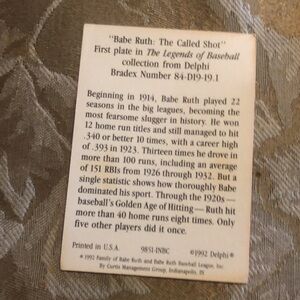 "Babe Ruth: The Called Shot"
First plate in The Legends of Baseball
collection from Delphi
Bradex Number 84-D19-19.1
Beginning in 1914, Babe Ruth played 22
seasons in the big leagues, becoming the
most fearsome slugger in history. He won
12 home run titles and still managed to hit
.340 or better 10 times, with a career high
of .393 in 1923. Thirteen times he drove in
more than 100 runs, including an average
of 151 RBIs from 1926 through 1932. But a
single statistic shows how thoroughly Babe
dominated his sport. Through the 1920s—
baseball's Golden Age of Hitting—Ruth hit
more than 40 home runs eight times. Only
five other players did it once.
Printed in U.S.A. 9851-INBC ©1992 Delphi®
©1992 Family of Babe Ruth and Babe Ruth Baseball League, Inc.
By Curtis Management Group, Indianapolis, IN